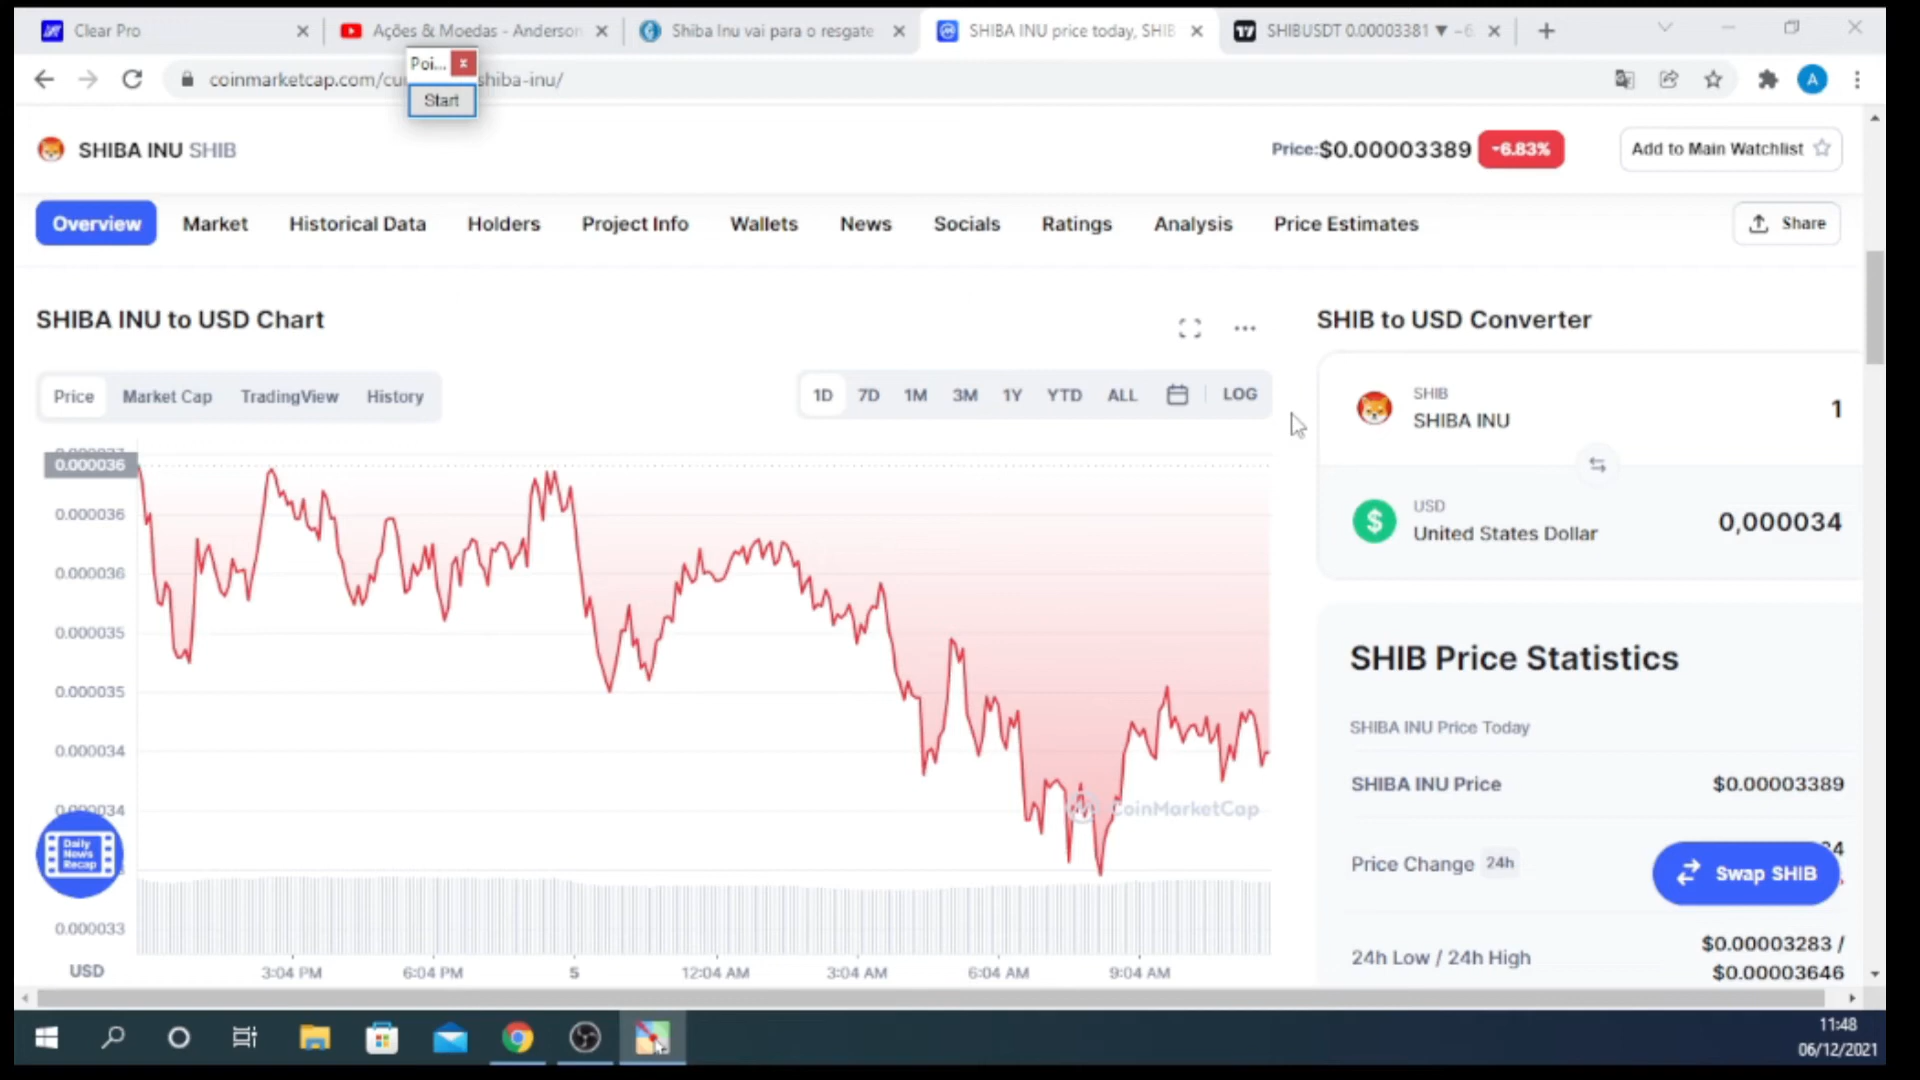 Clear Pro
Ações & Moedas - Anderson
Shiba Inu vai para o resgate
SHIBA INU price today, SHIB
SHIBUSDT 0.00003381 ▼ −6
Poi...
Start
coinmarketcap.com/cu
shiba-inu/
A
SHIBA INU SHIB
Price:$0.00003389
-6.83%
Add to Main Watchlist
Overview
Market
Historical Data
Holders
Project Info
Wallets
News
Socials
Ratings
Analysis
Price Estimates
Share
SHIBA INU to USD Chart
SHIB to USD Converter
Price
Market Cap
TradingView
History
1D
7D
1M
3M
1Y
YTD
ALL
LOG
SHIB
SHIBA INU
1
USD
United States Dollar
0,000034
0.000036
0.000036
0.000036
0.000035
0.000035
0.000034
0.000034
0.000033
USD
CoinMarketCap
Daily
News
Recap
3:04 PM
6:04 PM
5
12:04 AM
3:04 AM
6:04 AM
9:04 AM
SHIB Price Statistics
SHIBA INU Price Today
SHIBA INU Price
$0.00003389
Price Change 24h
Swap SHIB
24h Low / 24h High
$0.00003283 /
$0.00003646
11:48
06/12/2021